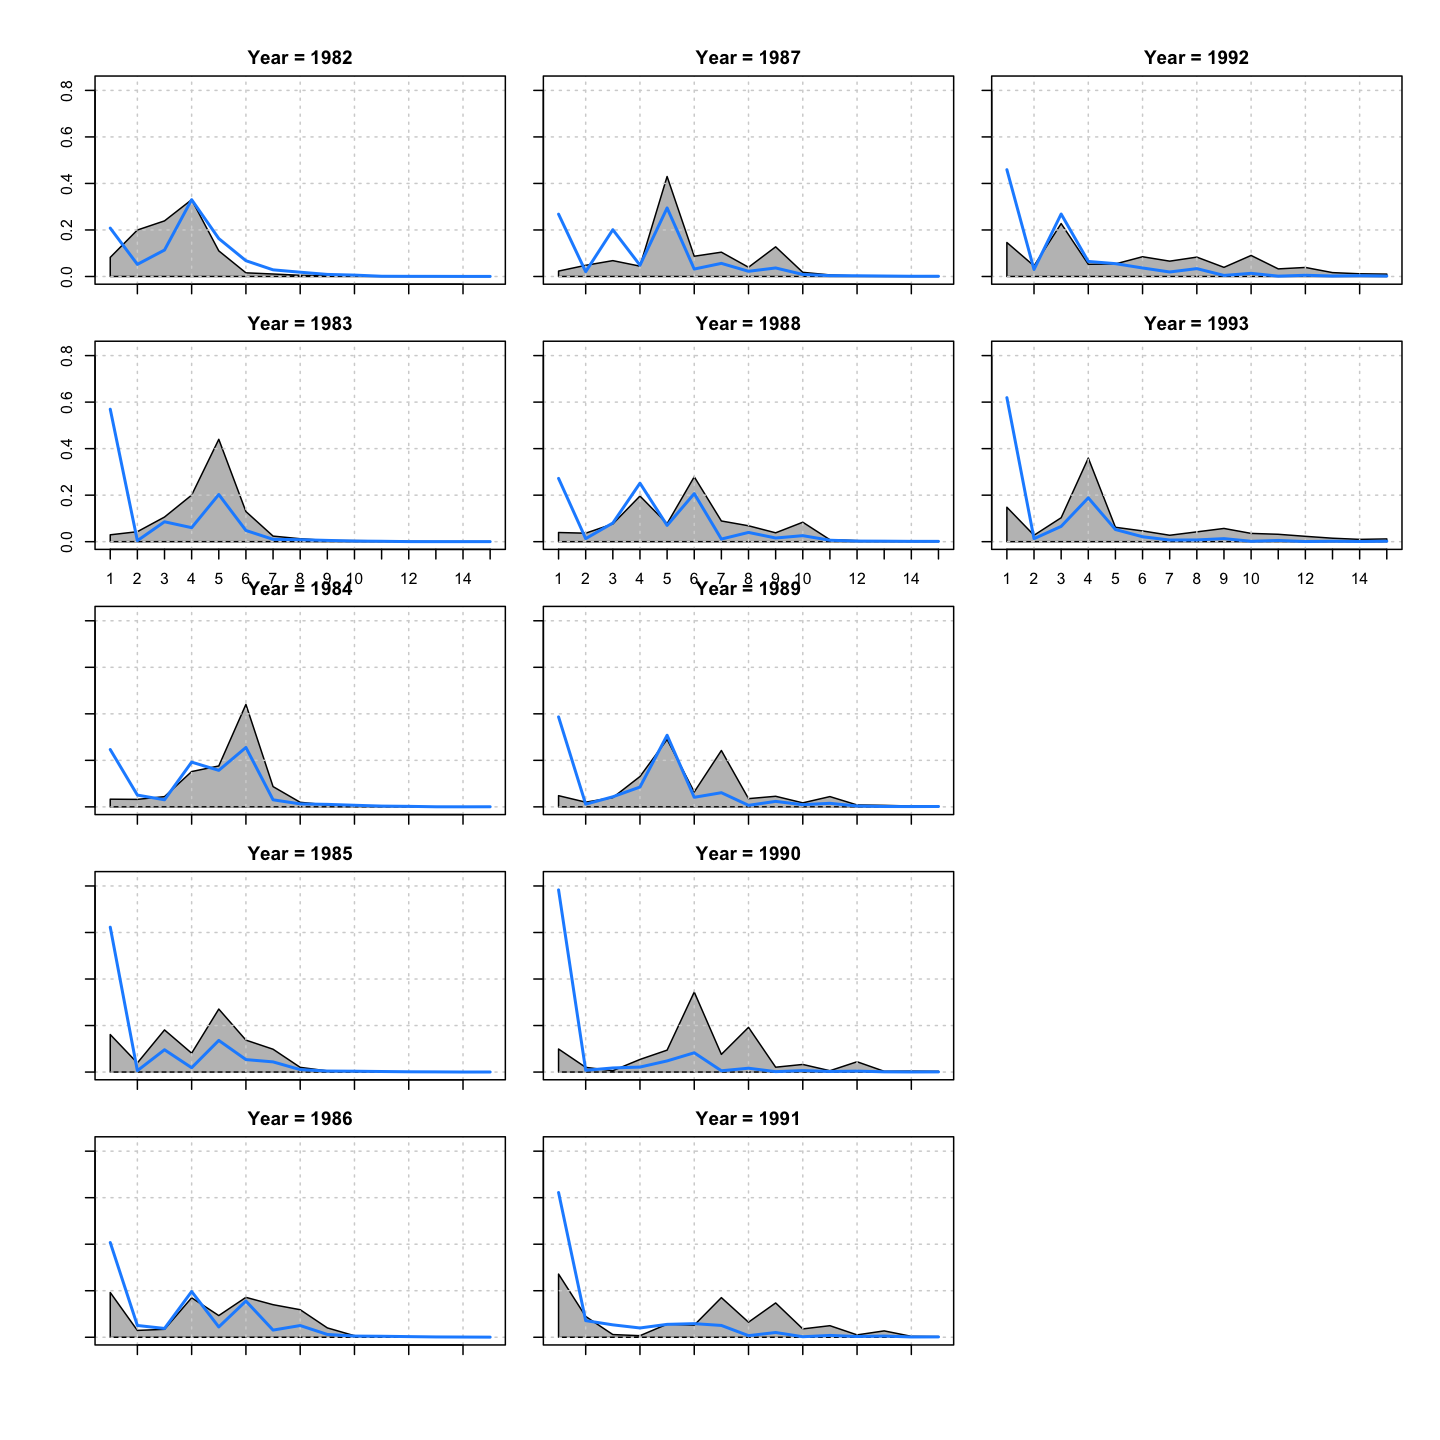 Year = 1982
Year = 1987
Year = 1992
0.0 0.2 0.4 0.6 0.8
Year = 1983
Year = 1988
Year = 1993
0.0 0.2 0.4 0.6 0.8
1 2 3 4 5 6 7 8 9 10 12 14
1 2 3 4 5 6 7 8 9 10 12 14
1 2 3 4 5 6 7 8 9 10 12 14
Year = 1984
Year = 1989
Year = 1985
Year = 1990
Year = 1986
Year = 1991